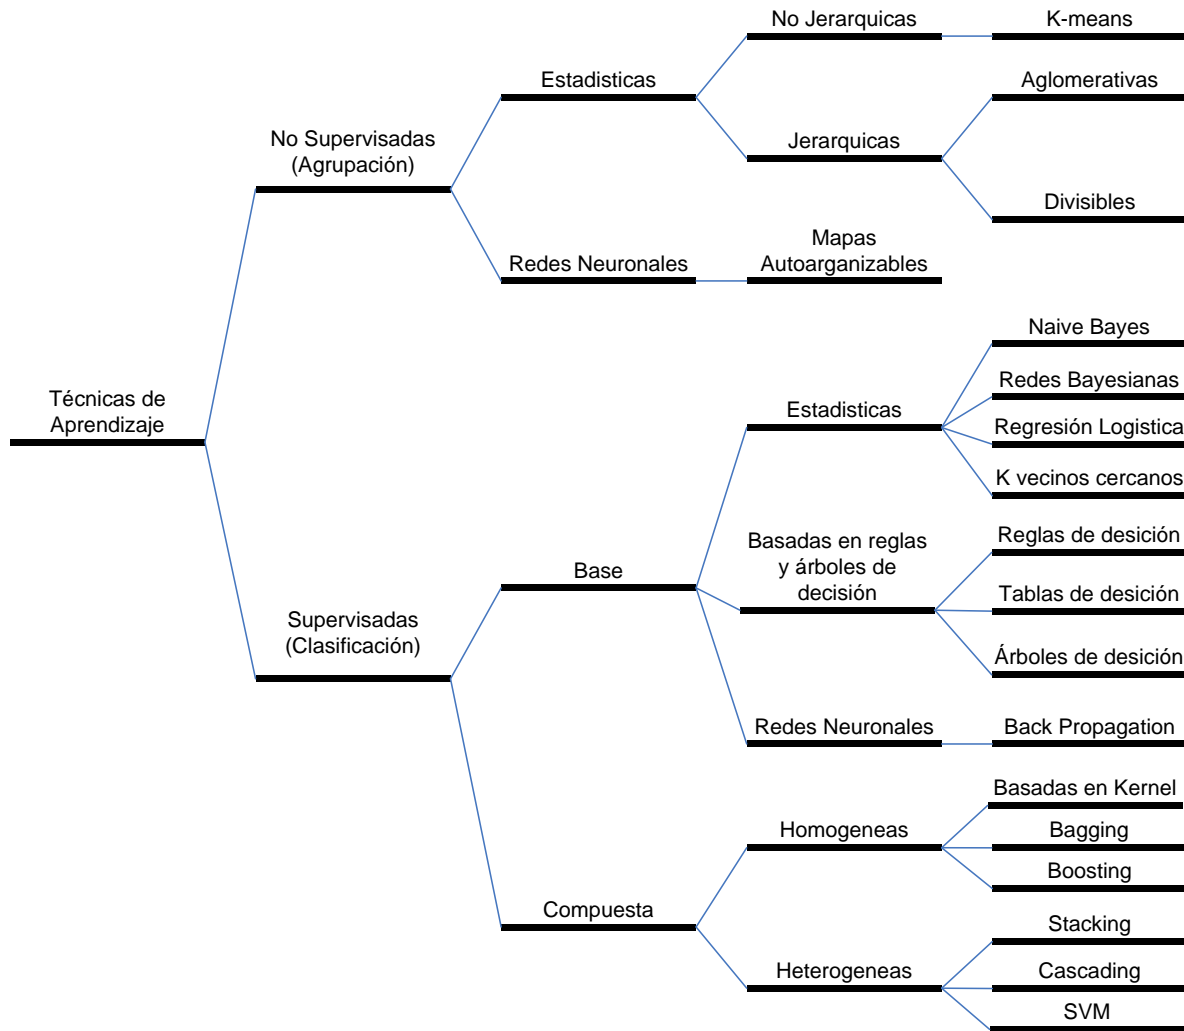 No Jerarquicas
K-means
Estadisticas
Aglomerativas
No Supervisadas
(Agrupación)
Jerarquicas
Divisibles
Redes Neuronales
Mapas
Autoarganizables
Naive Bayes
Técnicas de
Aprendizaje
Estadisticas
Redes Bayesianas
Regresión Logistica
K vecinos cercanos
Base
Basadas en reglas
y árboles de
decisión
Reglas de desición
Tablas de desición
Árboles de desición
Supervisadas
(Clasificación)
Redes Neuronales
Back Propagation
Basadas en Kernel
Homogeneas
Bagging
Boosting
Compuesta
Stacking
Heterogeneas
Cascading
SVM